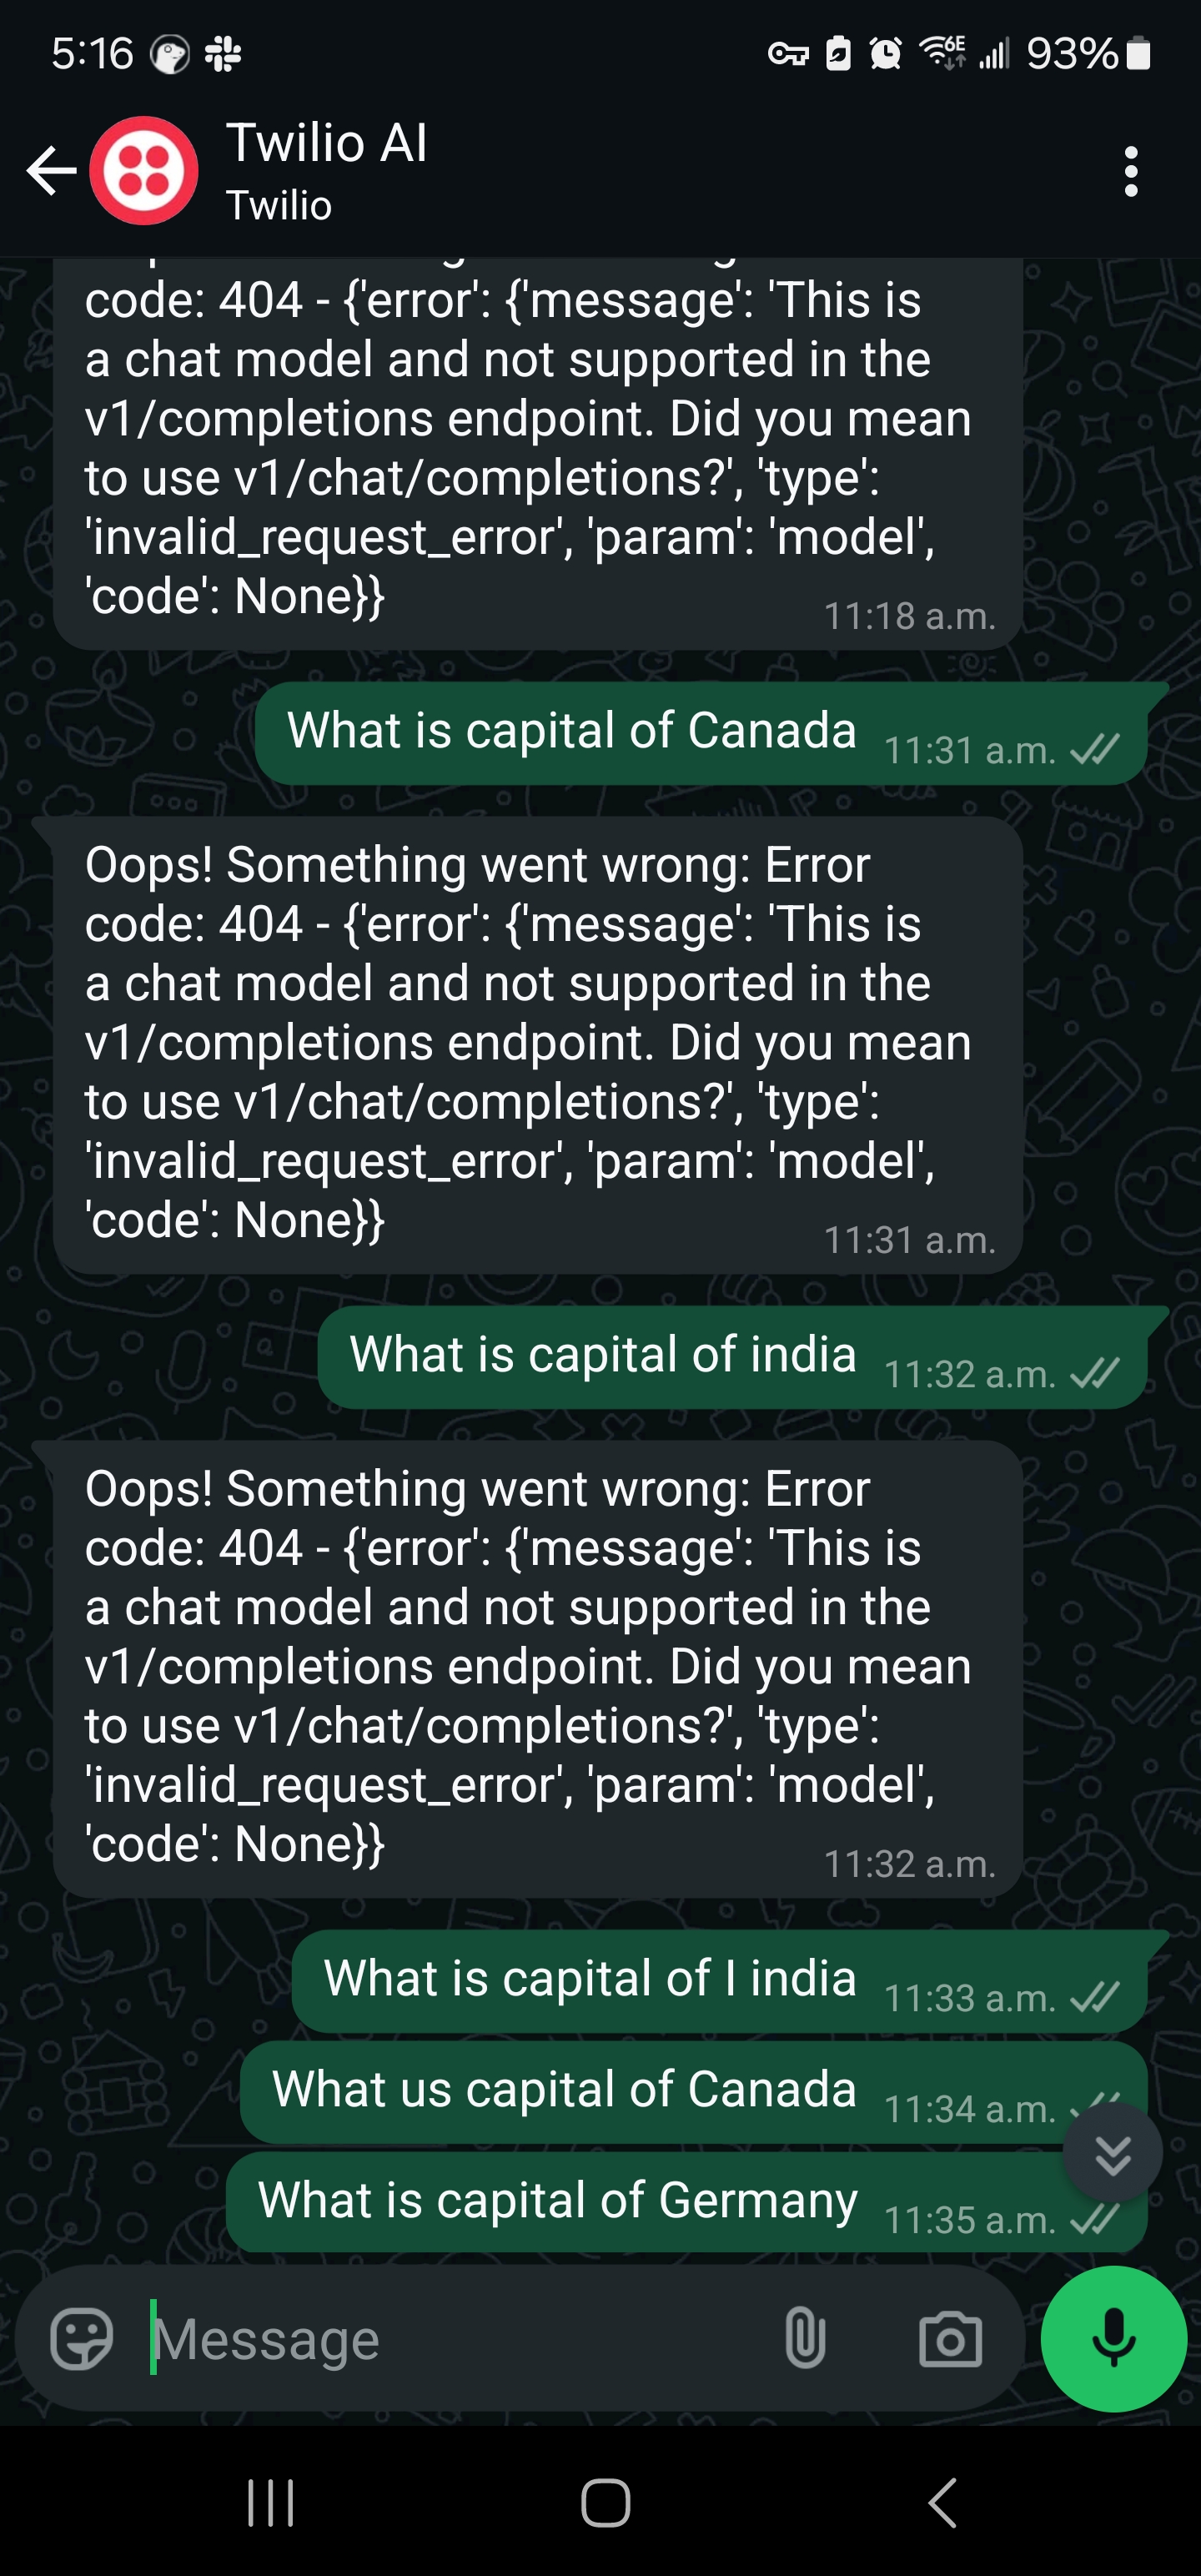 5:16
6E
93%
Twilio AI
Twilio
code: 404 - {'error': {'message': 'This is
a chat model and not supported in the
v1/completions endpoint. Did you mean
to use v1/chat/completions?', 'type':
'invalid_request_error', 'param': 'model',
'code': None}}
11:18 a.m.
What is capital of Canada
11:31 a.m.
Oops! Something went wrong: Error
code: 404 - {'error': {'message': 'This is
a chat model and not supported in the
v1/completions endpoint. Did you mean
to use v1/chat/completions?', 'type':
'invalid_request_error', 'param': 'model',
'code': None}}
11:31 a.m.
What is capital of india
11:32 a.m.
Oops! Something went wrong: Error
code: 404 - {'error': {'message': 'This is
a chat model and not supported in the
v1/completions endpoint. Did you mean
to use v1/chat/completions?', 'type':
'invalid_request_error', 'param': 'model',
'code': None}}
11:32 a.m.
What is capital of I india
11:33 a.m.
What us capital of Canada
11:34 a.m.
What is capital of Germany
11:35 a.m.
Message